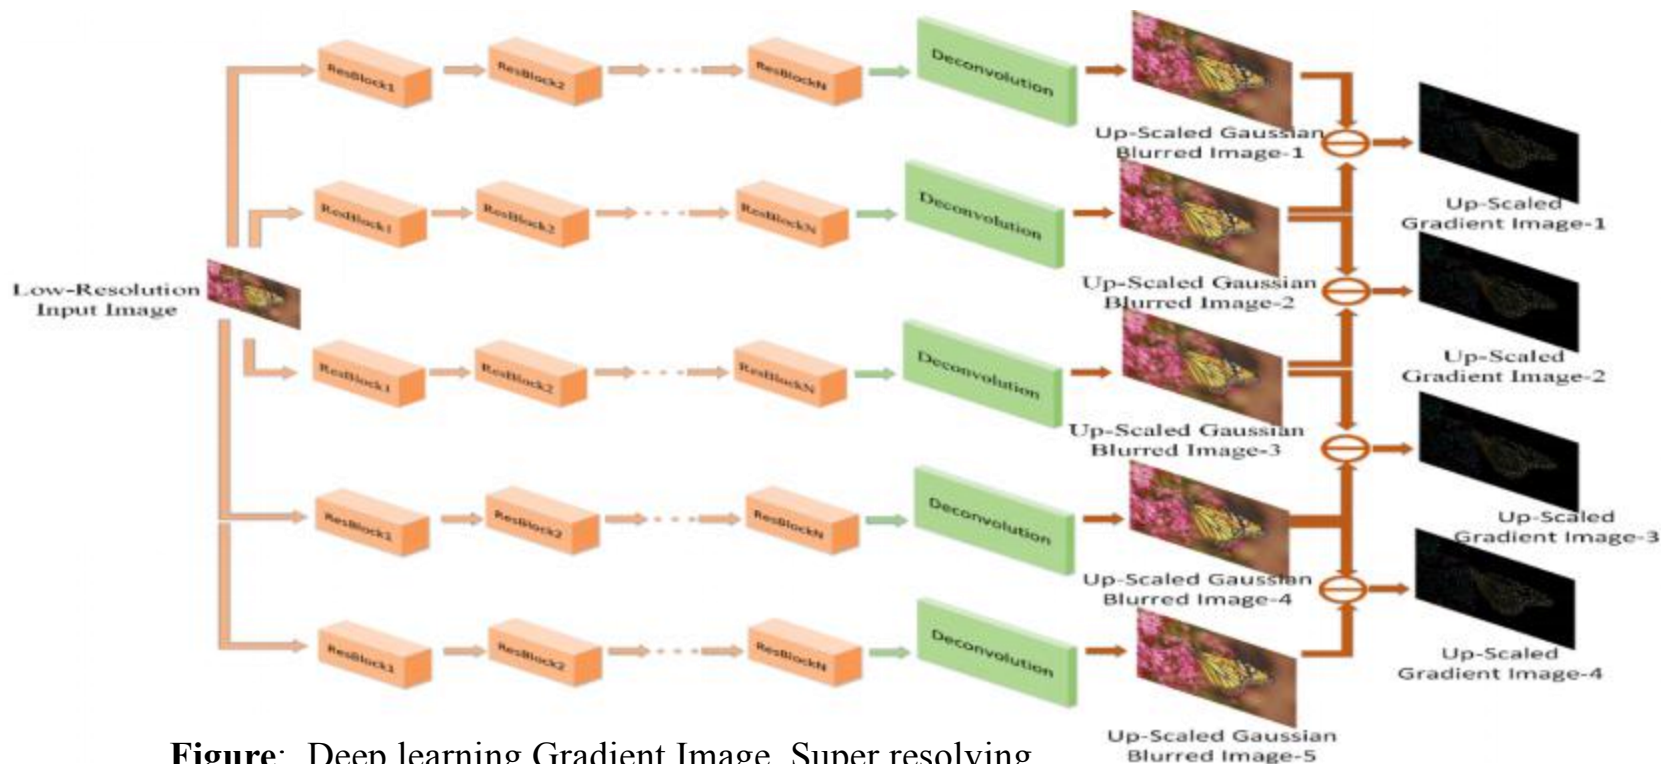 ResBlock1
ResBlock2
ResBlockN
Deconvolution
Up-Scaled Gaussian
Blurred Image-1
Up-Scaled
Gradient Image-1
ResBlock1
ResBlock2
ResBlockN
Deconvolution
Up-Scaled Gaussian
Blurred Image-2
Up-Scaled
Gradient Image-2
Low-Resolution
Input Image
ResBlock1
ResBlock2
ResBlockN
Deconvolution
Up-Scaled Gaussian
Blurred Image-3
Up-Scaled
Gradient Image-3
ResBlock1
ResBlock2
ResBlockN
Deconvolution
Up-Scaled Gaussian
Blurred Image-4
Up-Scaled
Gradient Image-4
ResBlock1
ResBlock2
ResBlockN
Deconvolution
Up-Scaled Gaussian
Blurred Image-5
Figure: Deep learning Gradient Image Super resolving